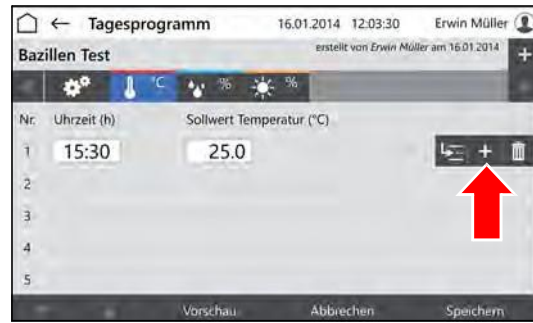 Tagesprogramm 16.01.2014 12:03:30 Erwin Müller
Bazillen Test erstellt von Erwin Müller am 16.01.2014
°C % %
Nr. Uhrzeit (h) Sollwert Temperatur (°C)
1 15:30 25.0
2
3
4
5
Vorschau Abbrechen Speichern